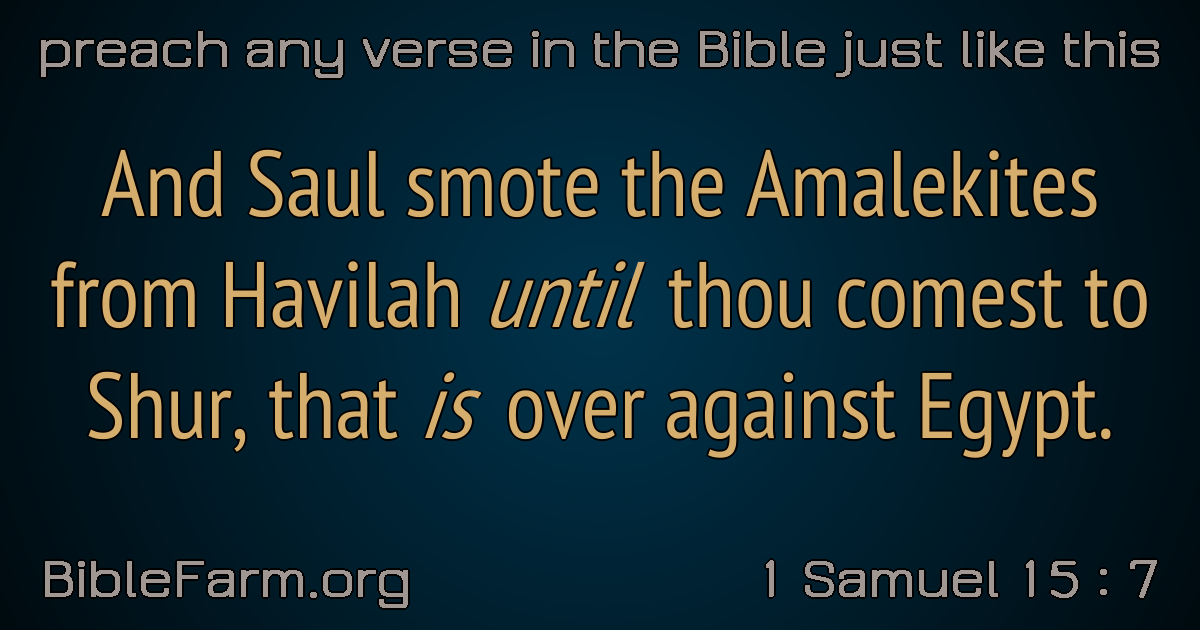 preach any verse in the Bible just like this
And Saul smote the Amalekites
from Havilah until thou comest to
Shur, that is over against Egypt.
BibleFarm.org
1 Samuel 15 : 7